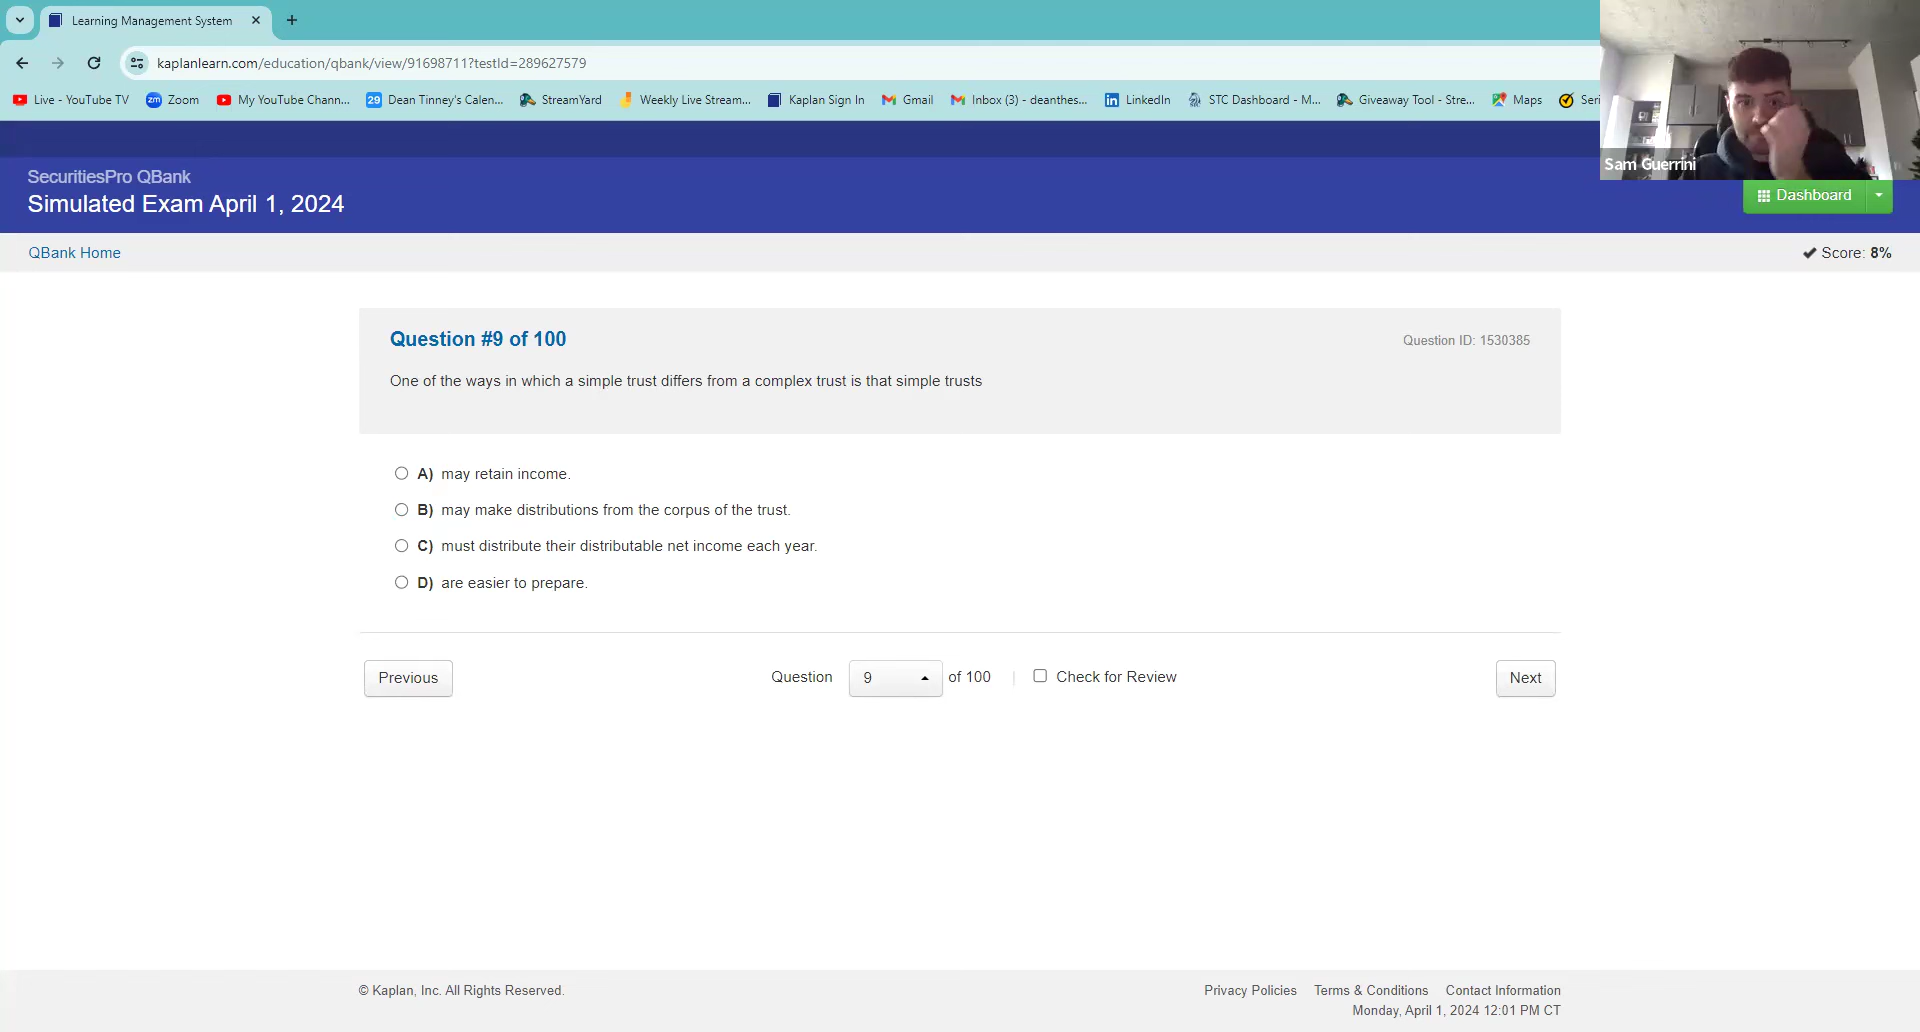 Learning Management System
kaplanlearn.com/education/qbank/view/91698711?testId=289627579
Live - YouTube TV
Zoom
My YouTube Chann...
29 Dean Tinney's Calen...
StreamYard
Weekly Live Stream...
Kaplan Sign In
Gmail
Inbox (3) - deanthes...
LinkedIn
STC Dashboard - M...
Giveaway Tool - Stre...
Maps
Seri
Sam Guerrini
SecuritiesPro QBank
Simulated Exam April 1, 2024
Dashboard
QBank Home
Score: 8%
Question #9 of 100
Question ID: 1530385
One of the ways in which a simple trust differs from a complex trust is that simple trusts
A) may retain income.
B) may make distributions from the corpus of the trust.
C) must distribute their distributable net income each year.
D) are easier to prepare.
Previous
Question 9 of 100 | Check for Review
Next
© Kaplan, Inc. All Rights Reserved.
Privacy Policies Terms & Conditions Contact Information
Monday, April 1, 2024 12:01 PM CT